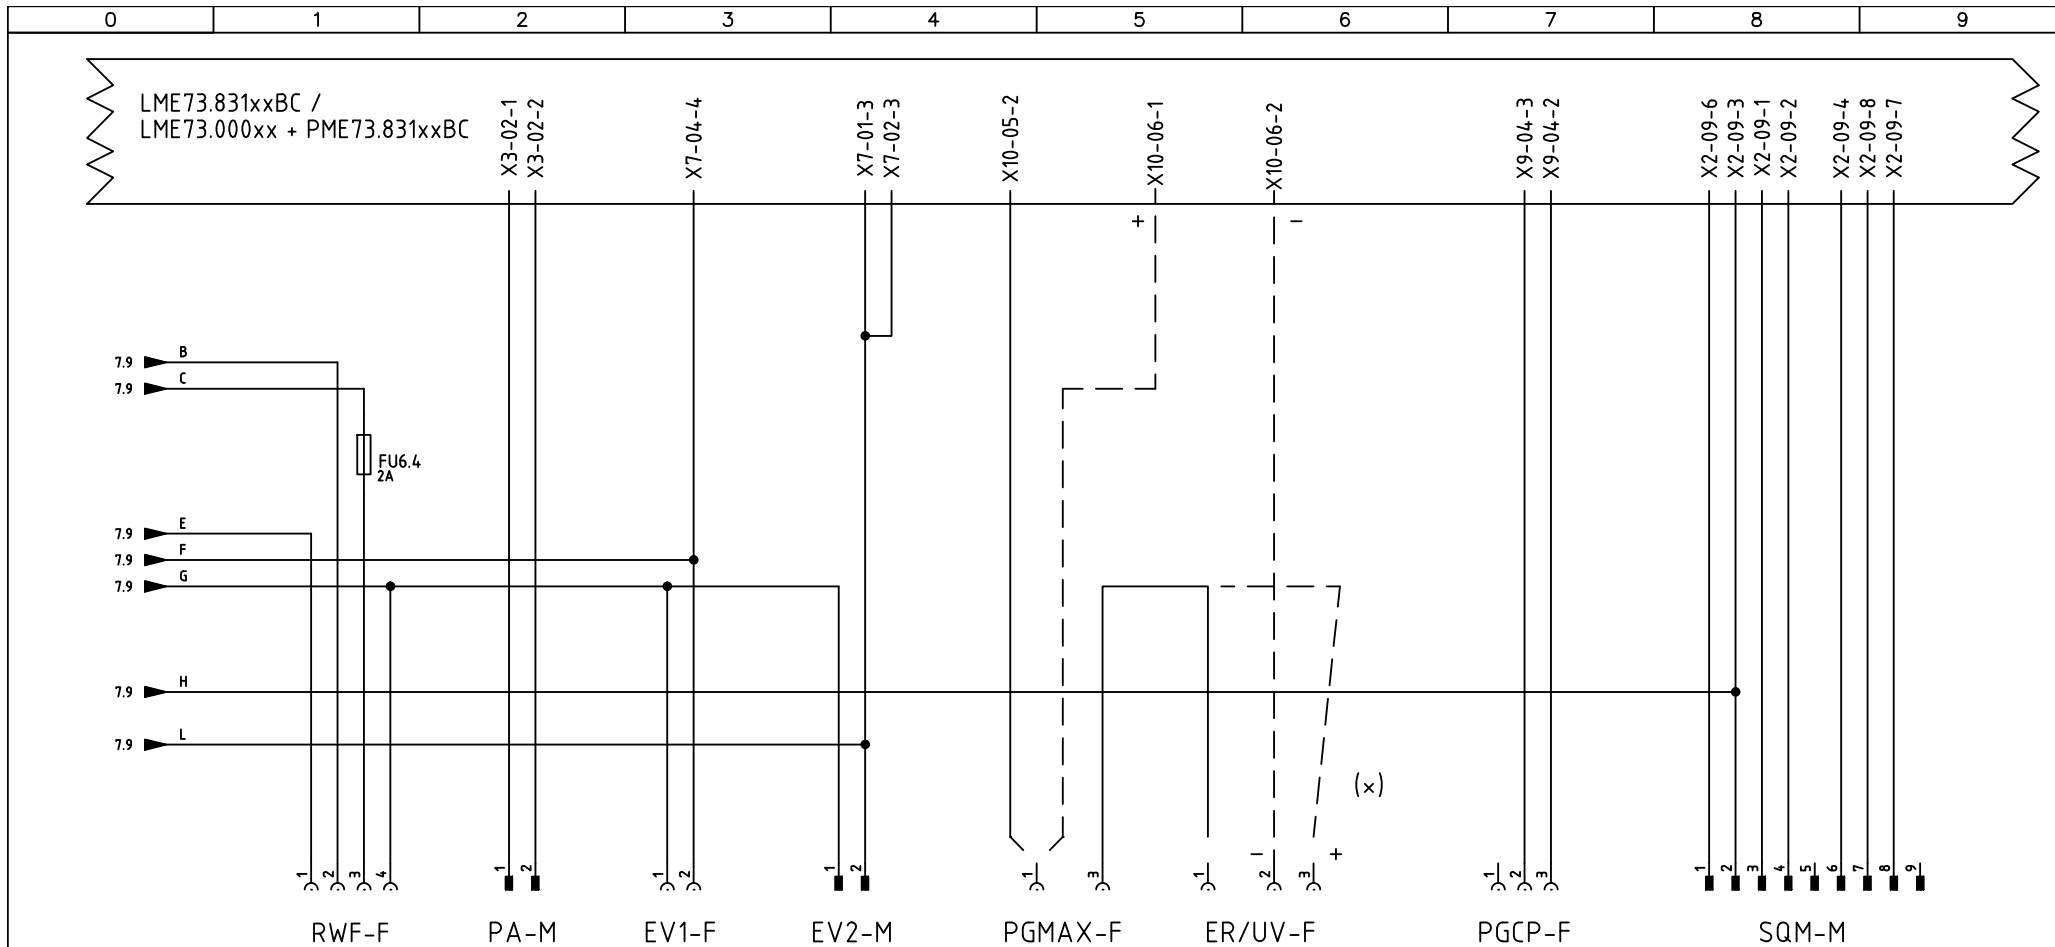 0 1 2 3 4 5 6 7 8 9
LME73.831xxBC /
LME73.000xx + PME73.831xxBC
X3-02-1
X3-02-2
X7-04-4
X7-01-3
X7-02-3
X10-05-2
X10-06-1
X10-06-2
X9-04-3
X9-04-2
X2-09-6
X2-09-3
X2-09-1
X2-09-2
X2-09-4
X2-09-8
X2-09-7
+ −
7.9 B
7.9 C
FU6.4
2A
7.9 E
7.9 F
7.9 G
7.9 H
7.9 L
(x)
− +
1 2 3 4 1 2 1 2 1 2 1 3 1 2 3 1 2 3 1 2 3 4 5 6 7 8 9
RWF-F PA-M EV1-F EV2-M PGMAX-F ER/UV-F PGCP-F SQM-M